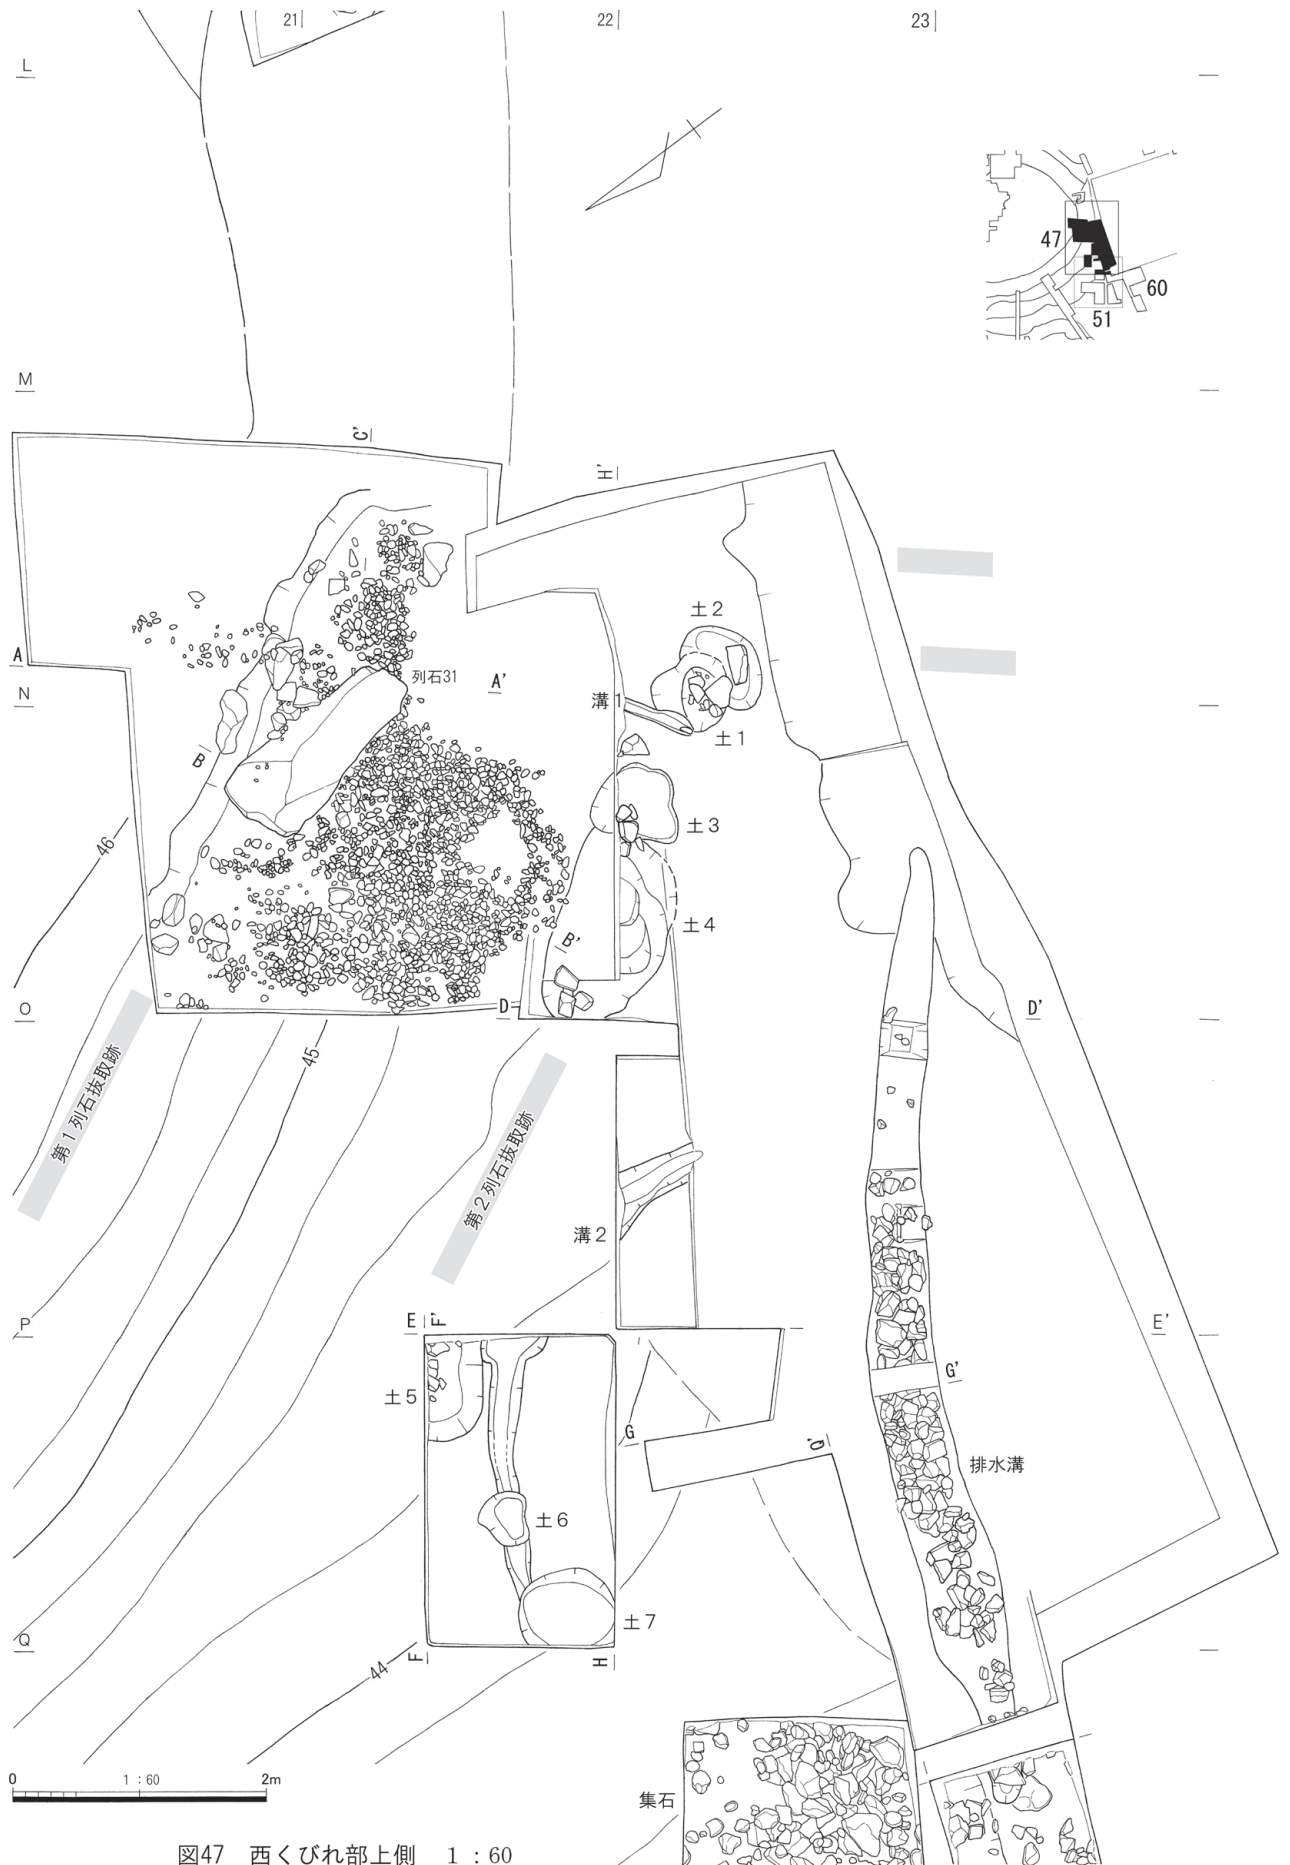 21
22
23
L
47
60
51
M
C'
H'
土2
A
列石31
A'
N
溝1
土1
B
土3
46
土4
B'
O
D
D'
45
第1列石抜取跡
第2列石抜取跡
溝2
P
E
F'
E'
G'
土5
G
Q'
排水溝
土6
土7
Q
F
H
44
0
1：60
2m
集石
図47　西くびれ部上側　1：60